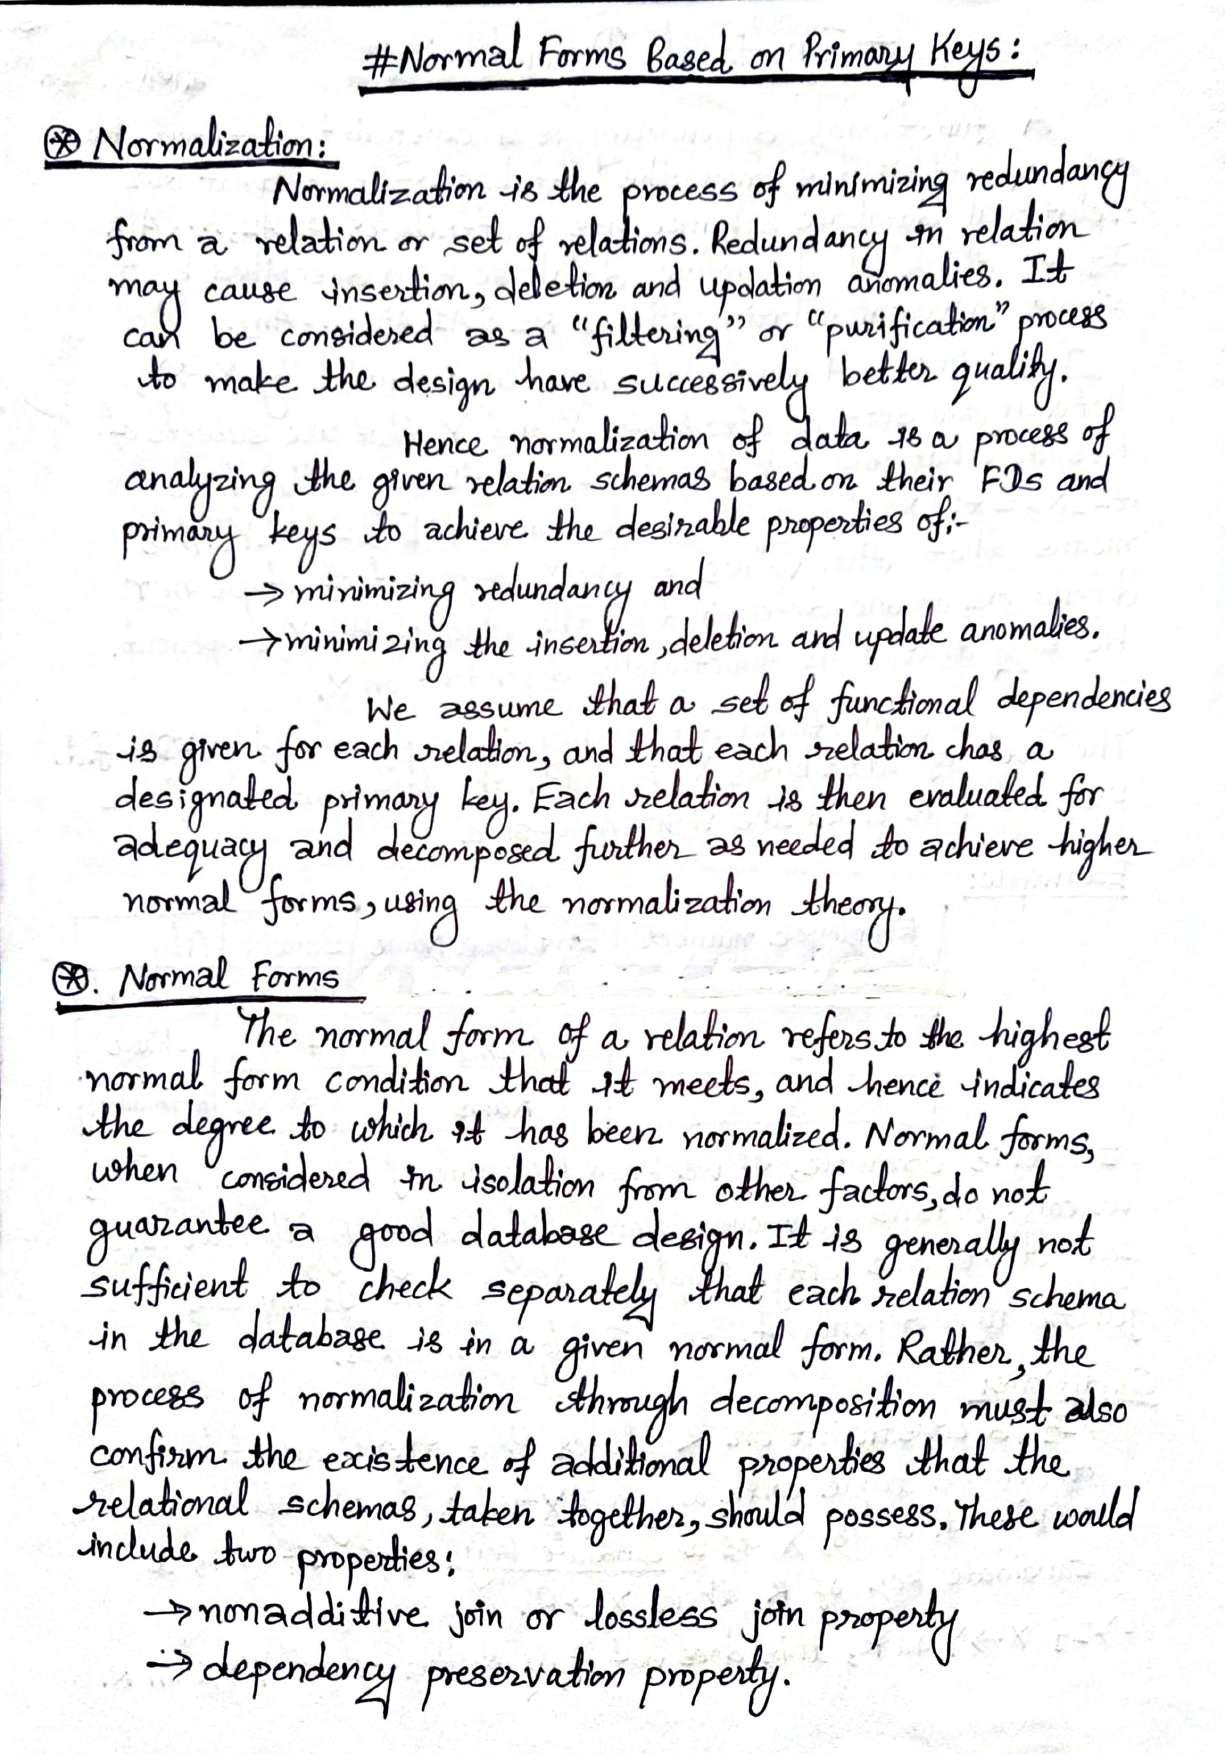 #Normal Forms Based on Primary Keys:
⊛ Normalization:
Normalization is the process of minimizing redundancy
from a relation or set of relations. Redundancy in relation
may cause insertion, deletion and updation anomalies. It
can be considered as a "filtering" or "purification" process
to make the design have successively better quality.
Hence normalization of data is a process of
analyzing the given relation schemas based on their FDs and
primary keys to achieve the desirable properties of:-
→ minimizing redundancy and
→ minimizing the insertion, deletion and update anomalies.
We assume that a set of functional dependencies
is given for each relation, and that each relation has a
designated primary key. Each relation is then evaluated for
adequacy and decomposed further as needed to achieve higher
normal forms, using the normalization theory.
⊛. Normal Forms
The normal form of a relation refers to the highest
normal form condition that it meets, and hence indicates
the degree to which it has been normalized. Normal forms,
when considered in isolation from other factors, do not
guarantee a good database design. It is generally not
sufficient to check separately that each relation schema
in the database is in a given normal form. Rather, the
process of normalization through decomposition must also
confirm the existence of additional properties that the
relational schemas, taken together, should possess. These would
include two properties:
→ nonadditive join or lossless join property
→ dependency preservation property.